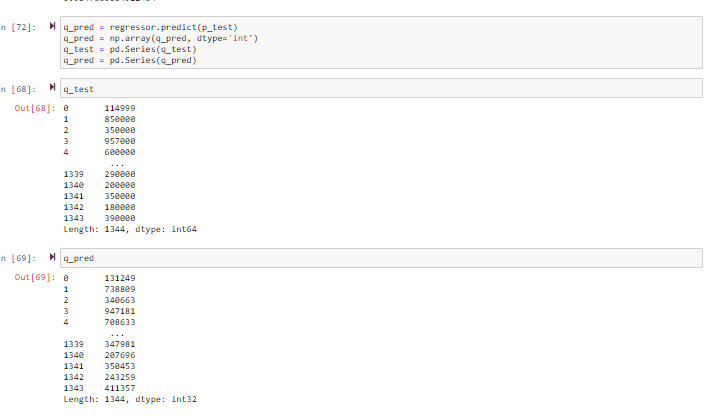 n [72]: q_pred = regressor.predict(p_test)
q_pred = np.array(q_pred, dtype='int')
q_test = pd.Series(q_test)
q_pred = pd.Series(q_pred)
n [68]: q_test
Out[68]: 0 114999
1 850000
2 350000
3 957000
4 600000
...
1339 290000
1340 200000
1341 350000
1342 180000
1343 390000
Length: 1344, dtype: int64
n [69]: q_pred
Out[69]: 0 131249
1 738809
2 340663
3 947181
4 708633
...
1339 347981
1340 207696
1341 350453
1342 243259
1343 411357
Length: 1344, dtype: int32